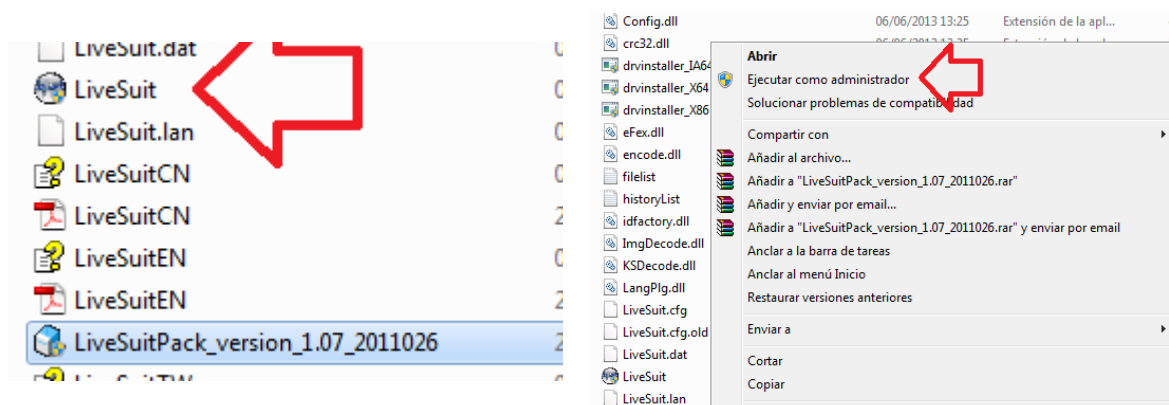 LiveSuit.dat
LiveSuit
LiveSuit.lan
LiveSuitCN
LiveSuitCN
LiveSuitEN
LiveSuitEN
LiveSuitPack_version_1.07_2011026
Config.dll 06/06/2013 13:25 Extensión de la apl...
crc32.dll
drvinstaller_IA64
drvinstaller_X64
drvinstaller_X86
eFex.dll
encode.dll
filelist
historyList
idfactory.dll
ImgDecode.dll
KSDecode.dll
LangPlg.dll
LiveSuit.cfg
LiveSuit.cfg.old
LiveSuit.dat
LiveSuit
LiveSuit.lan
Abrir
Ejecutar como administrador
Solucionar problemas de compatibilidad
Compartir con
Añadir al archivo...
Añadir a "LiveSuitPack_version_1.07_2011026.rar"
Añadir y enviar por email...
Añadir a "LiveSuitPack_version_1.07_2011026.rar" y enviar por email
Anclar a la barra de tareas
Anclar al menú Inicio
Restaurar versiones anteriores
Enviar a
Cortar
Copiar